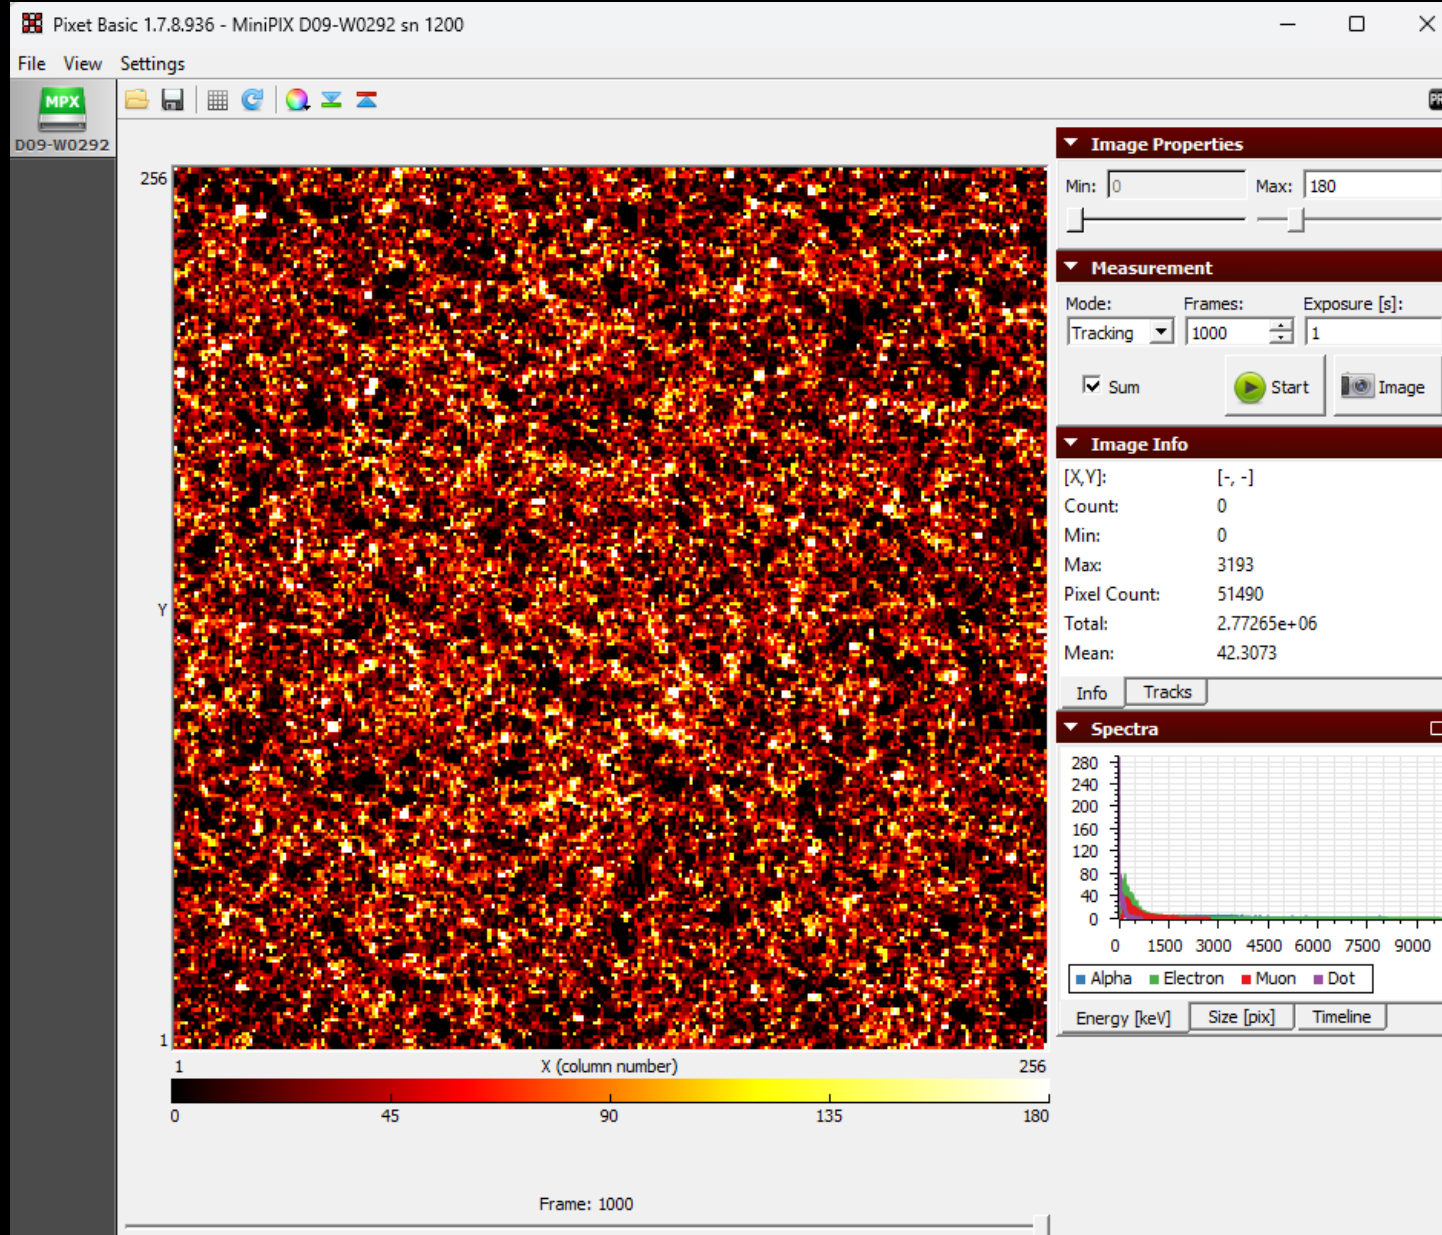 Pixet Basic 1.7.8.936 - MiniPIX D09-W0292 sn 1200
File View Settings
MPX
D09-W0292
Image Properties
Min: 0 Max: 180
Measurement
Mode: Frames: Exposure [s]:
Tracking 1000 1
Sum Start Image
Image Info
[X,Y]: [-, -]
Count: 0
Min: 0
Max: 3193
Pixel Count: 51490
Total: 2.77265e+06
Mean: 42.3073
Info Tracks
Spectra
280
240
200
160
120
80
40
0
0 1500 3000 4500 6000 7500 9000
Alpha Electron Muon Dot
Energy [keV] Size [pix] Timeline
256
Y
1
1 X (column number) 256
0 45 90 135 180
Frame: 1000